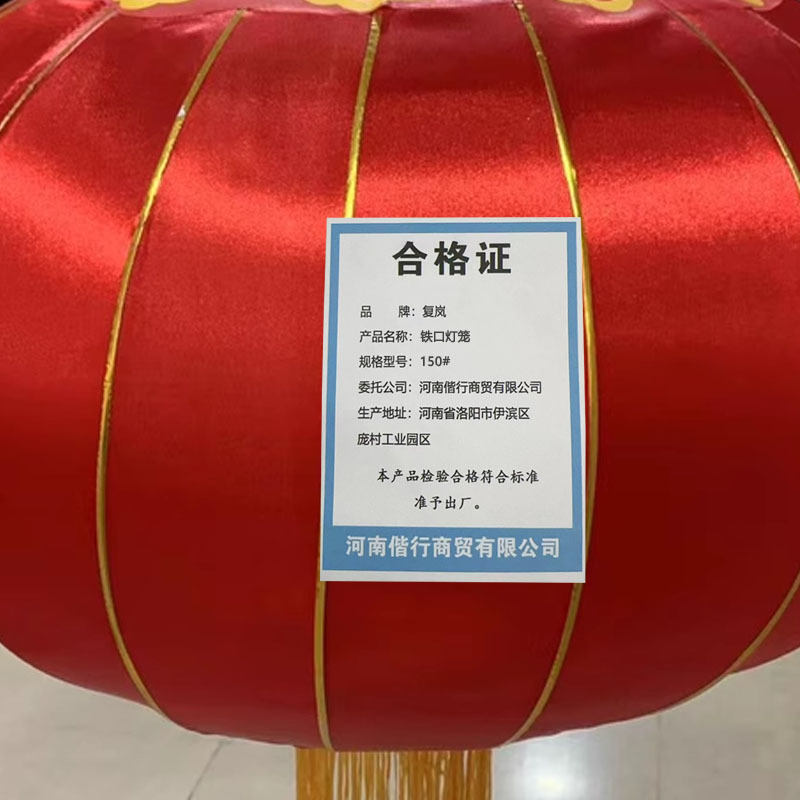 合格证
品　　牌：复岚
产品名称：铁口灯笼
规格型号：150#
委托公司：河南偕行商贸有限公司
生产地址：河南省洛阳市伊滨区
庞村工业园区
本产品检验合格符合标准
准予出厂。
河南偕行商贸有限公司